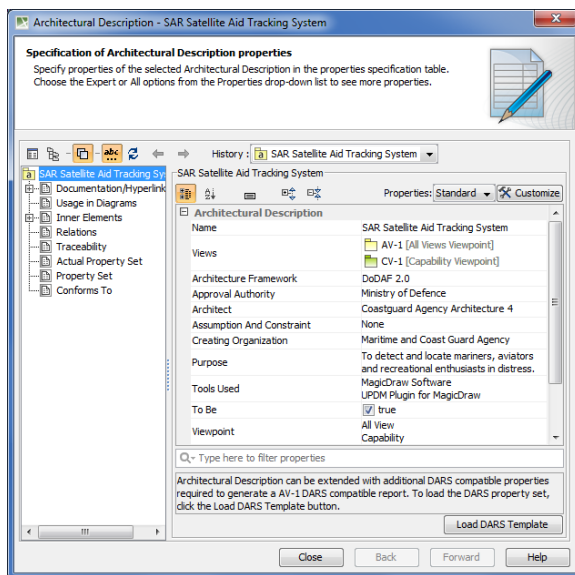 Architectural Description - SAR Satellite Aid Tracking System
Specification of Architectural Description properties
Specify properties of the selected Architectural Description in the properties specification table.
Choose the Expert or All options from the Properties drop-down list to see more properties.
History : SAR Satellite Aid Tracking System
SAR Satellite Aid Tracking Sy
Documentation/Hyperlink
Usage in Diagrams
Inner Elements
Relations
Traceability
Actual Property Set
Property Set
Conforms To
SAR Satellite Aid Tracking System
Properties: Standard Customize
Architectural Description
Name SAR Satellite Aid Tracking System
Views AV-1 [All Views Viewpoint]
CV-1 [Capability Viewpoint]
Architecture Framework DoDAF 2.0
Approval Authority Ministry of Defence
Architect Coastguard Agency Architecture 4
Assumption And Constraint None
Creating Organization Maritime and Coast Guard Agency
Purpose To detect and locate mariners, aviators
and recreational enthusiasts in distress.
Tools Used MagicDraw Software
UPDM Plugin for MagicDraw
To Be true
Viewpoint All View
Capability
Type here to filter properties
Architectural Description can be extended with additional DARS compatible properties
required to generate a AV-1 DARS compatible report. To load the DARS property set,
click the Load DARS Template button.
Load DARS Template
Close Back Forward Help